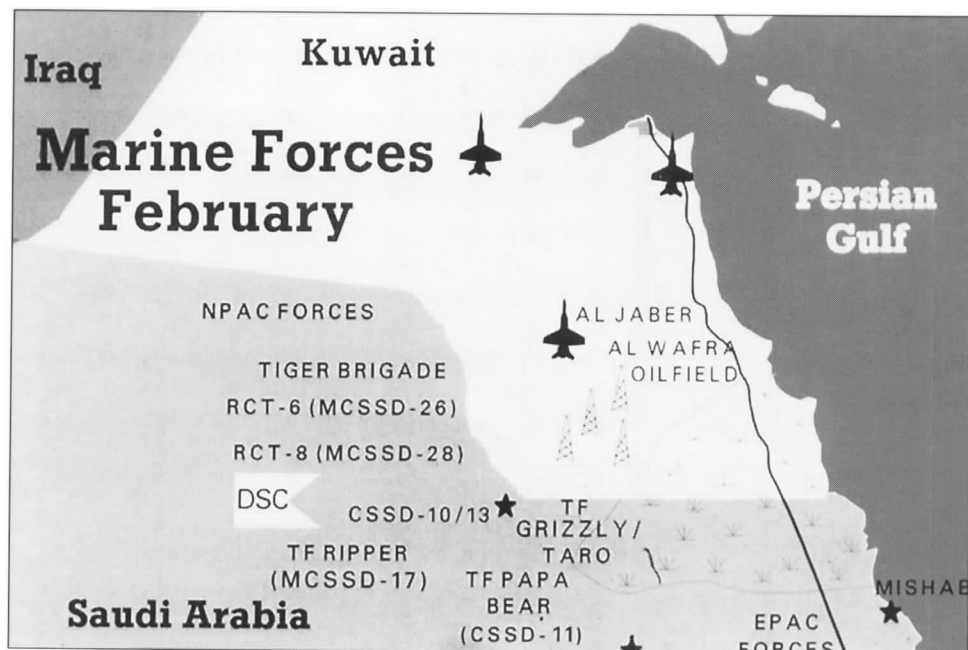 Kuwait
Iraq
Marine Forces
February
Persian
Gulf
NPAC FORCES
AL JABER
AL WAFRA
OILFIELD
TIGER BRIGADE
RCT-6 (MCSSD-26)
RCT-8 (MCSSD-28)
DSC
CSSD-10/13
TF
GRIZZLY/
TARO
TF RIPPER
(MCSSD-17)
TF PAPA
BEAR
(CSSD-11)
MISHAB
Saudi Arabia
EPAC
FORCES